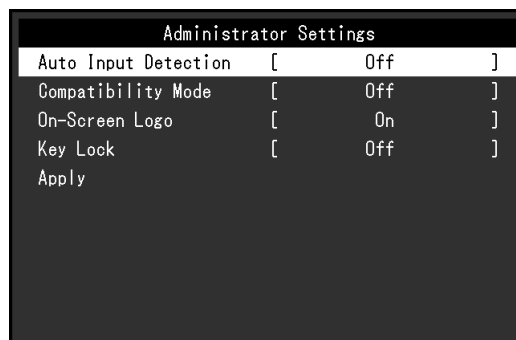 Administrator Settings
Auto Input Detection [ Off ]
Compatibility Mode [ Off ]
On-Screen Logo [ On ]
Key Lock [ Off ]
Apply